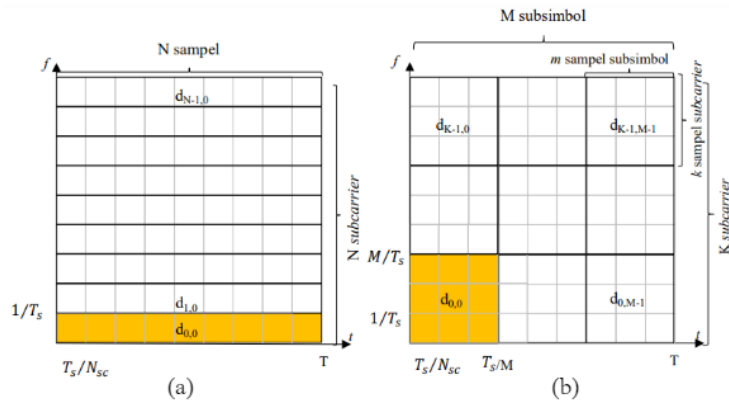 M subsimbol
N sampel
m sampel subsimbol
f
d_{N-1,0}
N subcarrier
1/T_s
d_{1,0}
d_{0,0}
t
T_s/N_{sc}
T
(a)
f
d_{K-1,0}
d_{K-1,M-1}
k sampel subcarrier
K subcarrier
M/T_s
1/T_s
d_{0,0}
d_{0,M-1}
t
T_s/N_{sc}
T_{s/M}
T
(b)